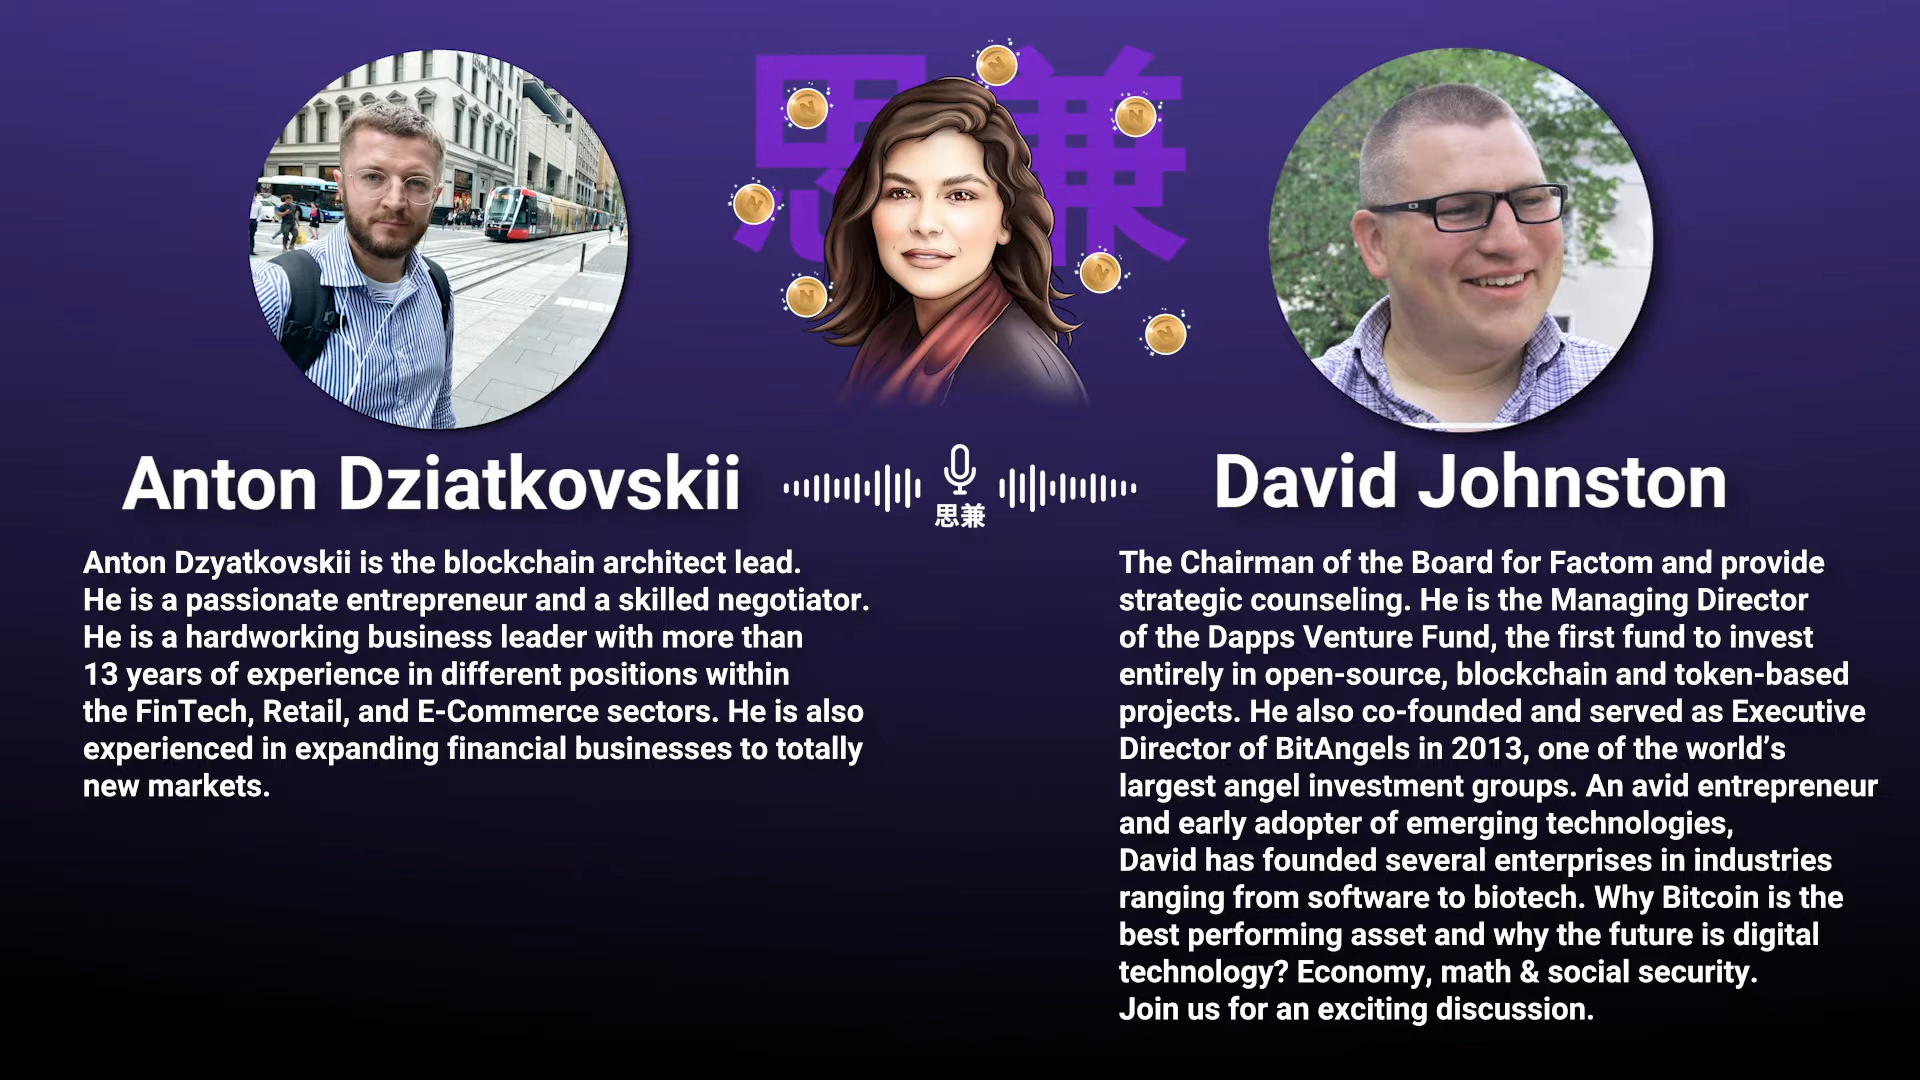 思兼
N
N
N
N
N
N
N
Anton Dziatkovskii
思兼
David Johnston
Anton Dzyatkovskii is the blockchain architect lead.
He is a passionate entrepreneur and a skilled negotiator.
He is a hardworking business leader with more than
13 years of experience in different positions within
the FinTech, Retail, and E-Commerce sectors. He is also
experienced in expanding financial businesses to totally
new markets.
The Chairman of the Board for Factom and provide
strategic counseling. He is the Managing Director
of the Dapps Venture Fund, the first fund to invest
entirely in open-source, blockchain and token-based
projects. He also co-founded and served as Executive
Director of BitAngels in 2013, one of the world’s
largest angel investment groups. An avid entrepreneur
and early adopter of emerging technologies,
David has founded several enterprises in industries
ranging from software to biotech. Why Bitcoin is the
best performing asset and why the future is digital
technology? Economy, math & social security.
Join us for an exciting discussion.